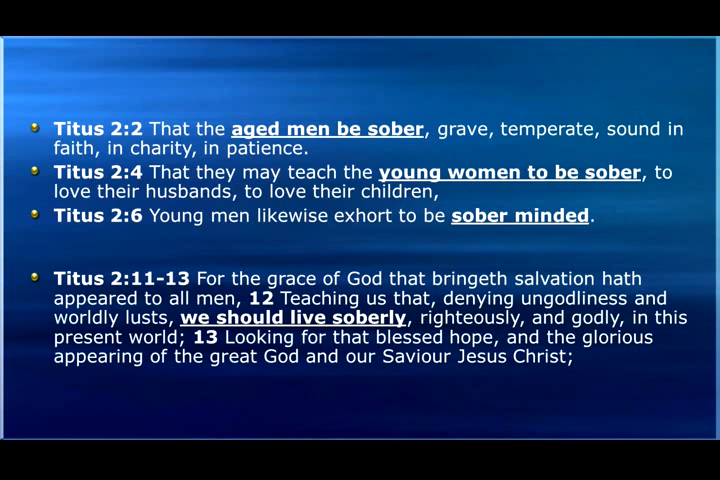 Titus 2:2 That the aged men be sober, grave, temperate, sound in
faith, in charity, in patience.
Titus 2:4 That they may teach the young women to be sober, to
love their husbands, to love their children,
Titus 2:6 Young men likewise exhort to be sober minded.
Titus 2:11-13 For the grace of God that bringeth salvation hath
appeared to all men, 12 Teaching us that, denying ungodliness and
worldly lusts, we should live soberly, righteously, and godly, in this
present world; 13 Looking for that blessed hope, and the glorious
appearing of the great God and our Saviour Jesus Christ;